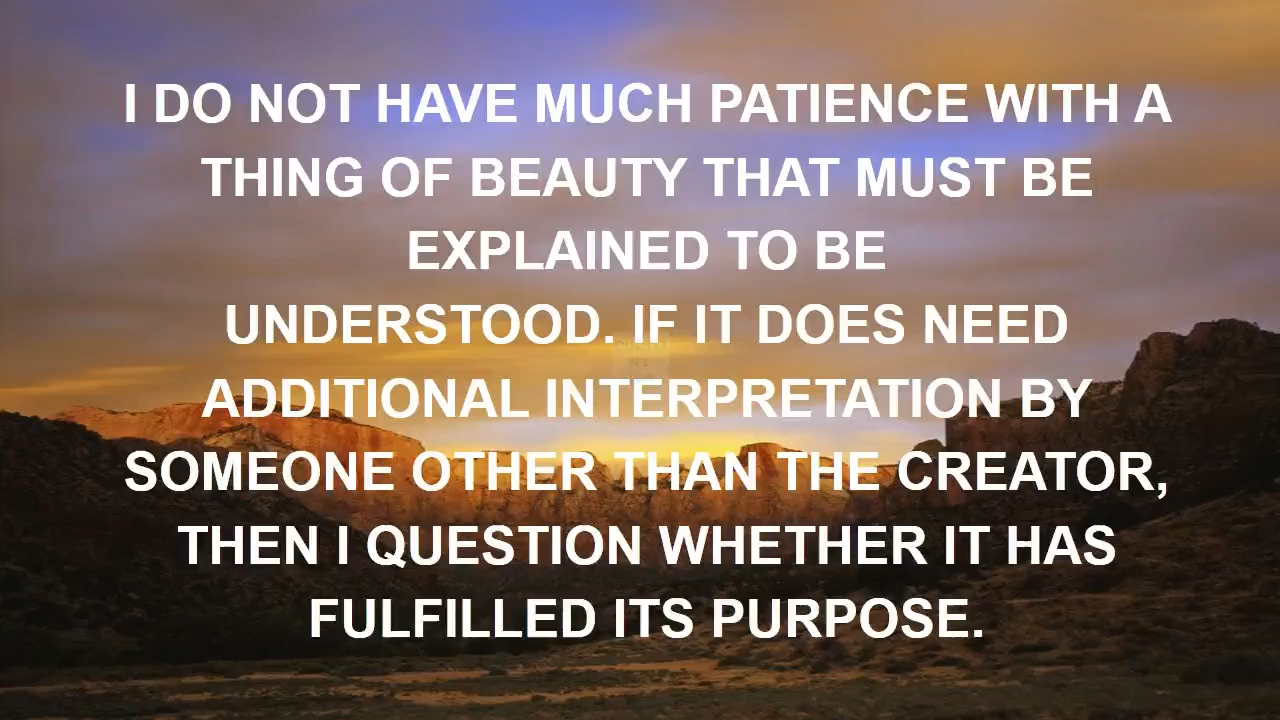 I DO NOT HAVE MUCH PATIENCE WITH A
THING OF BEAUTY THAT MUST BE
EXPLAINED TO BE
UNDERSTOOD. IF IT DOES NEED
ADDITIONAL INTERPRETATION BY
SOMEONE OTHER THAN THE CREATOR,
THEN I QUESTION WHETHER IT HAS
FULFILLED ITS PURPOSE.